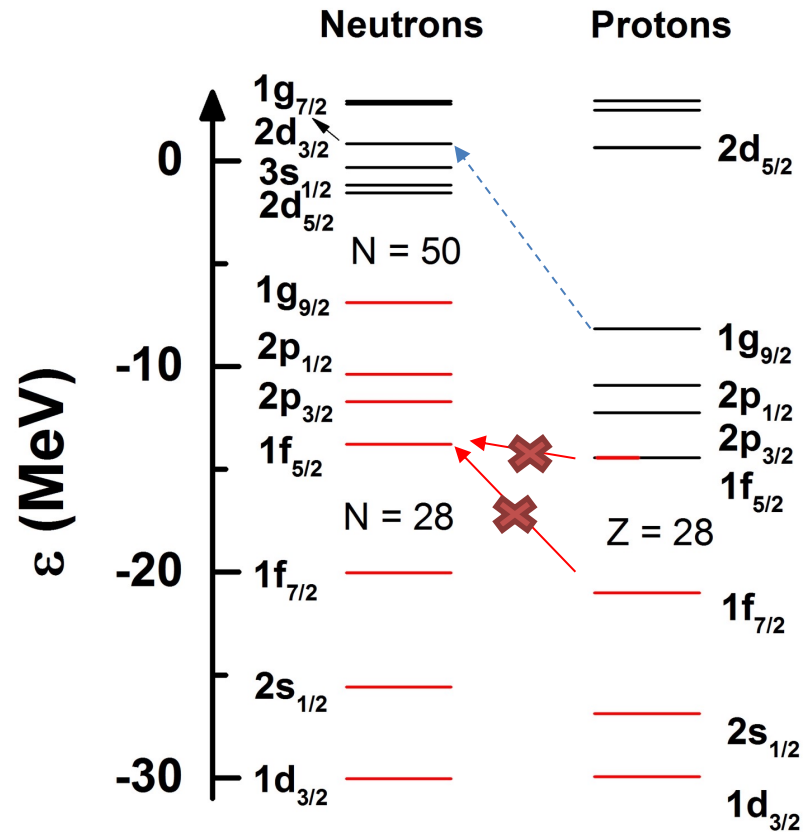 Neutrons Protons
1g7/2
2d3/2
0
2d5/2
3s1/2
2d5/2
N = 50
1g9/2
1g9/2
2p1/2
-10
2p1/2
2p3/2
2p3/2
1f5/2
1f5/2
N = 28
Z = 28
ε (MeV)
-20
1f7/2
1f7/2
2s1/2
2s1/2
-30
1d3/2
1d3/2